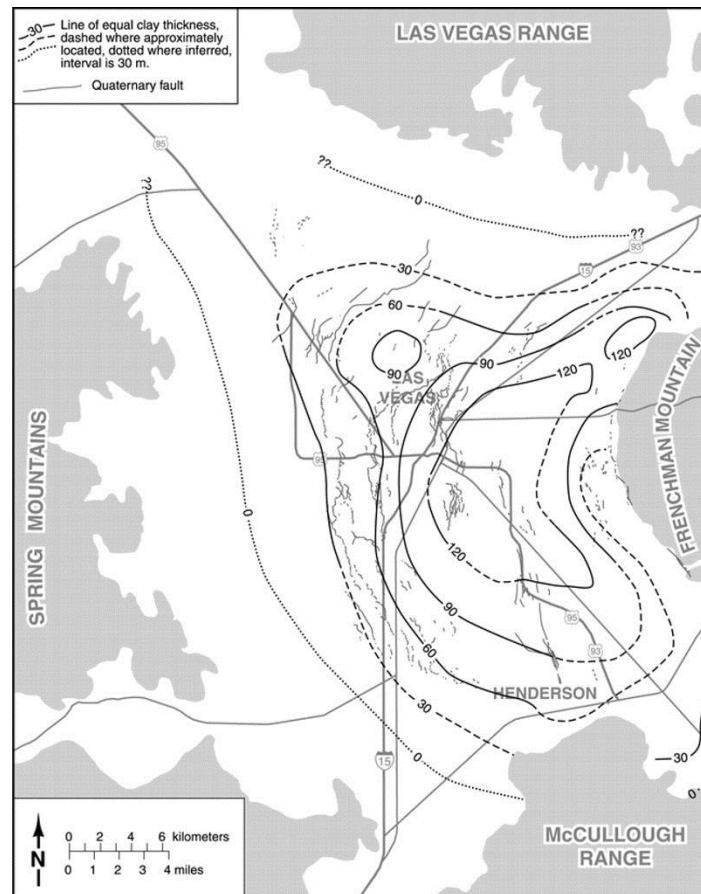 30 Line of equal clay thickness,
dashed where approximately
located, dotted where inferred,
interval is 30 m.
Quaternary fault
LAS VEGAS RANGE
95
??
??
0
??
93
15
30
60
90
90
LAS
VEGAS
120
120
FRENCHMAN MOUNTAIN
SPRING MOUNTAINS
95
0
120
90
95
60
93
HENDERSON
30
0
15
30
0
McCULLOUGH
RANGE
0 2 4 6 kilometers
0 1 2 3 4 miles
N